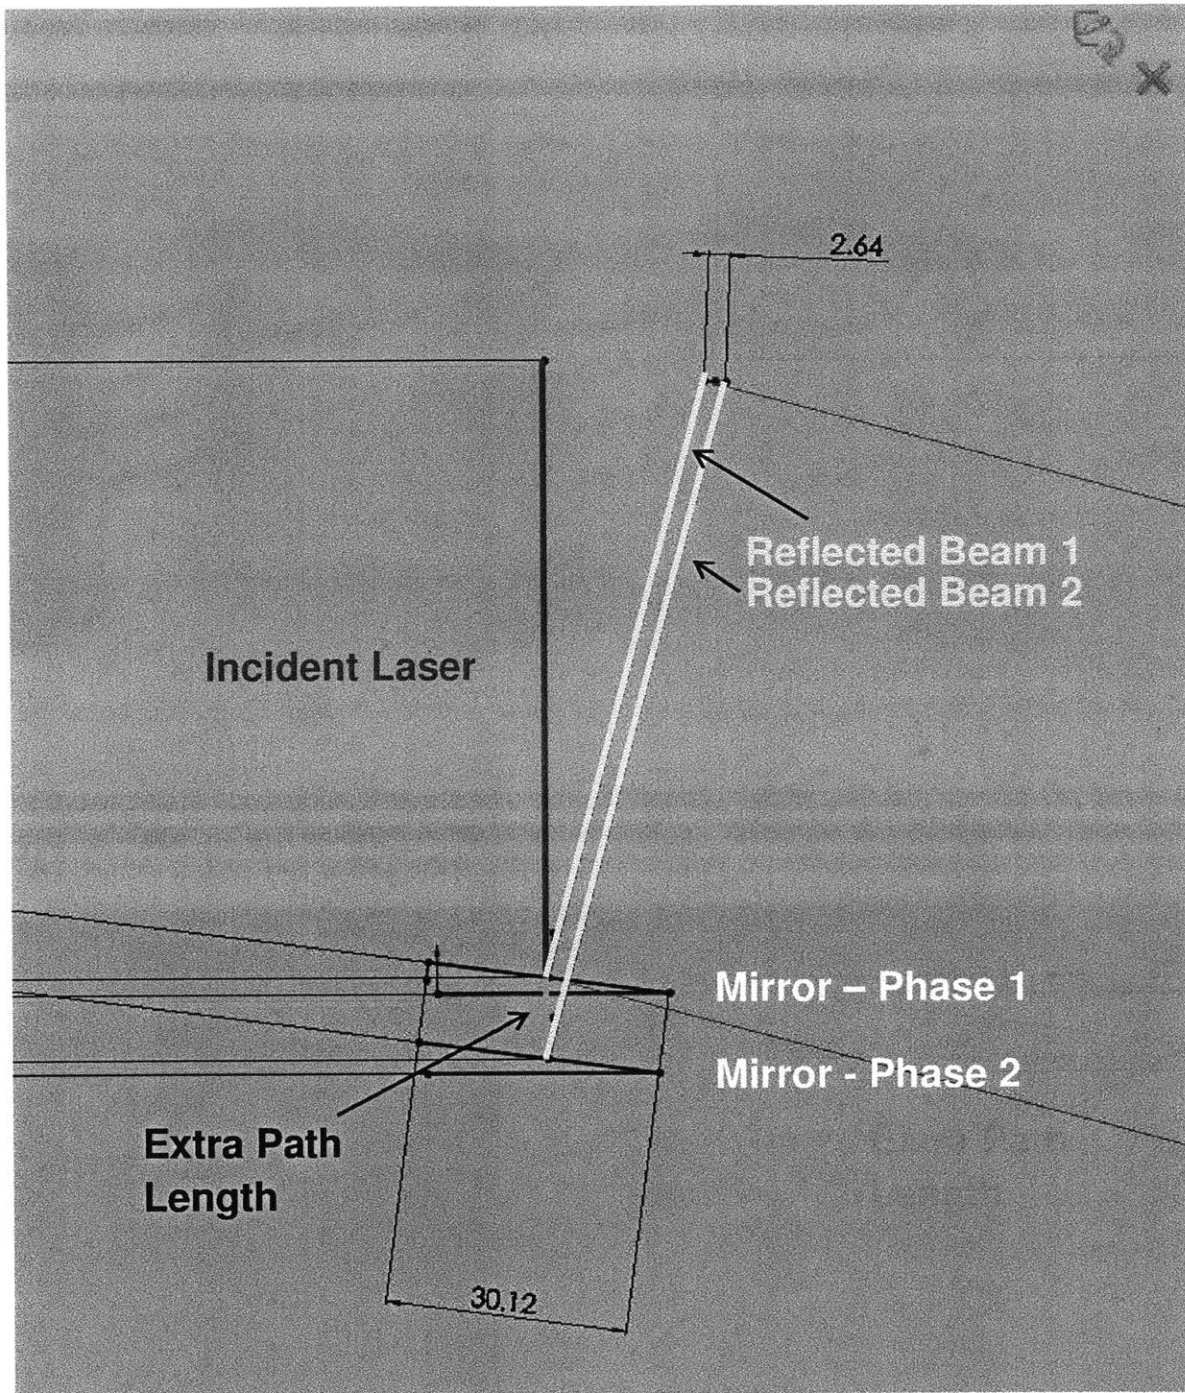 2.64
Reflected Beam 1
Reflected Beam 2
Incident Laser
Mirror – Phase 1
Mirror - Phase 2
Extra Path
Length
30.12